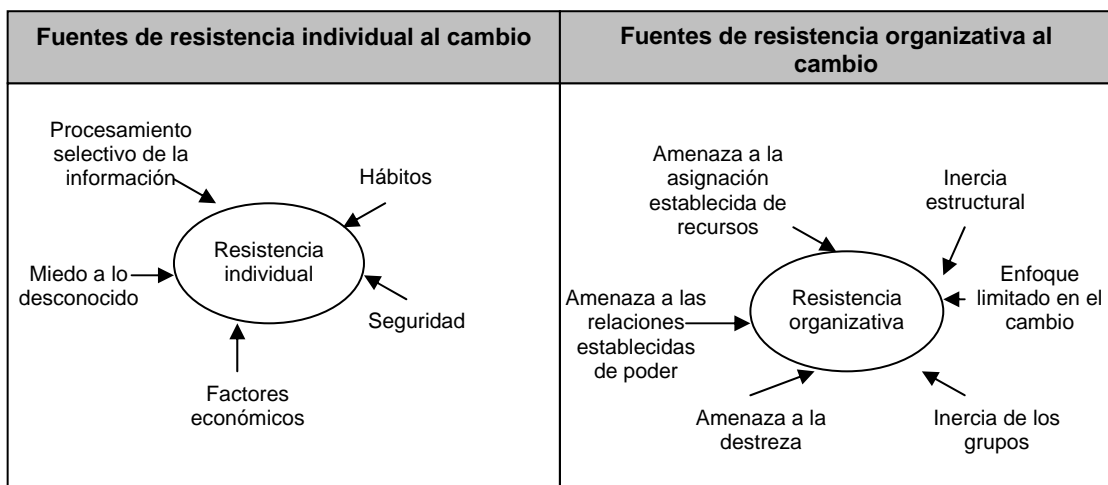 Fuentes de resistencia individual al cambio
Fuentes de resistencia organizativa al
cambio
Procesamiento
selectivo de la
información
Hábitos
Resistencia
individual
Miedo a lo
desconocido
Seguridad
Factores
económicos
Amenaza a la
asignación
establecida de
recursos
Inercia
estructural
Enfoque
limitado en el
cambio
Amenaza a las
relaciones
establecidas
de poder
Resistencia
organizativa
Amenaza a la
destreza
Inercia de los
grupos